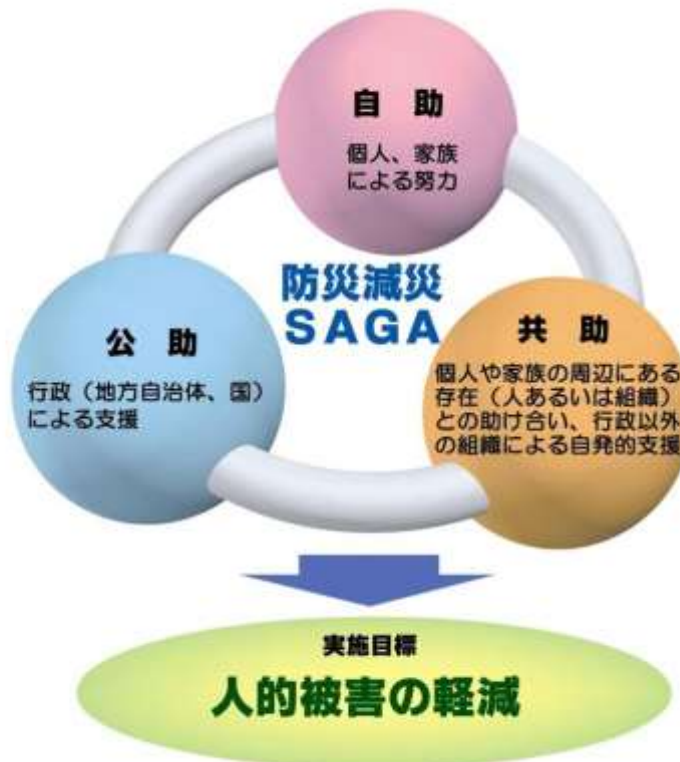 自 助
個人、家族
による努力
防災減災
SAGA
公 助
行政（地方自治体、国）
による支援
共 助
個人や家族の周辺にある
存在（人あるいは組織）
との助け合い、行政以外
の組織による自発的支援
実施目標
人的被害の軽減